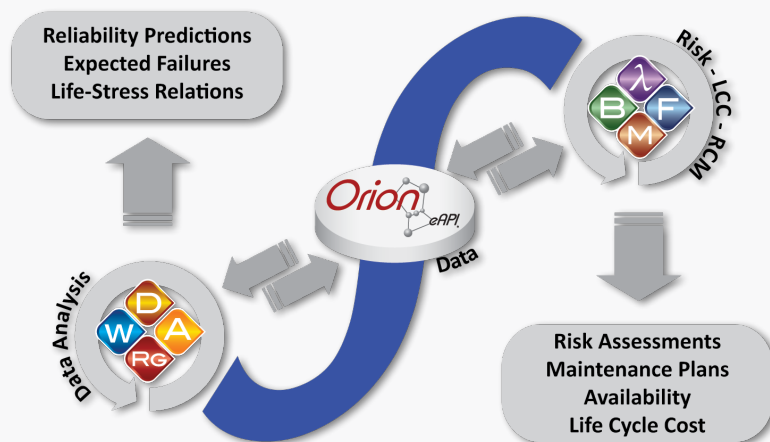 Reliability Predictions
Expected Failures
Life-Stress Relations
Risk - LCC - RCM
λ
B F
M
Orion
eAPI
Data
Data Analysis
D
W A
RG
Risk Assessments
Maintenance Plans
Availability
Life Cycle Cost